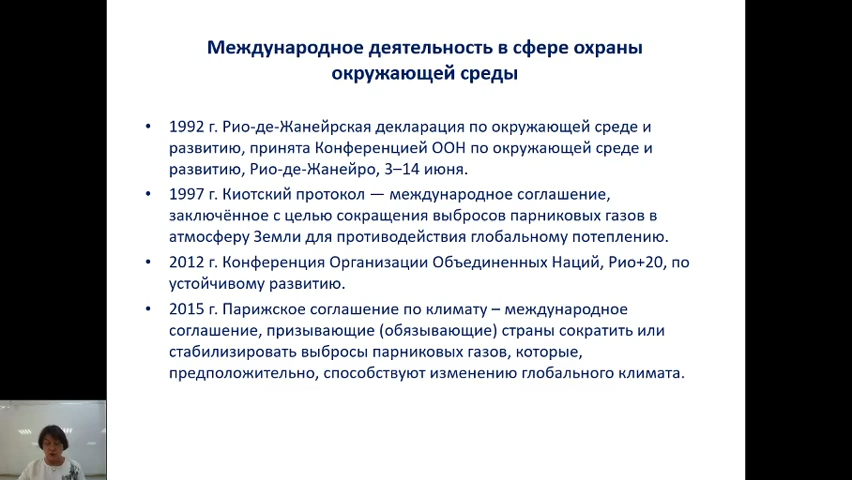 Международное деятельность в сфере охраны
окружающей среды
• 1992 г. Рио-де-Жанейрская декларация по окружающей среде и
развитию, принята Конференцией ООН по окружающей среде и
развитию, Рио-де-Жанейро, 3–14 июня.
• 1997 г. Киотский протокол — международное соглашение,
заключённое с целью сокращения выбросов парниковых газов в
атмосферу Земли для противодействия глобальному потеплению.
• 2012 г. Конференция Организации Объединенных Наций, Рио+20, по
устойчивому развитию.
• 2015 г. Парижское соглашение по климату – международное
соглашение, призывающие (обязывающие) страны сократить или
стабилизировать выбросы парниковых газов, которые,
предположительно, способствуют изменению глобального климата.